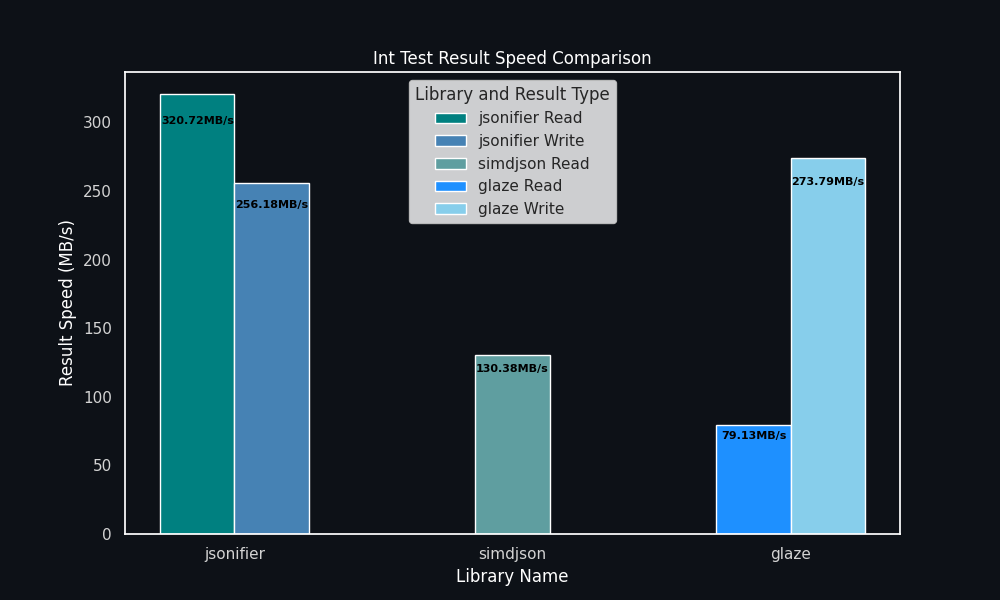 Int Test Result Speed Comparison
Library and Result Type
jsonifier Read
jsonifier Write
simdjson Read
glaze Read
glaze Write
Result Speed (MB/s)
300
250
200
150
100
50
0
320.72MB/s
256.18MB/s
130.38MB/s
79.13MB/s
273.79MB/s
jsonifier
simdjson
glaze
Library Name